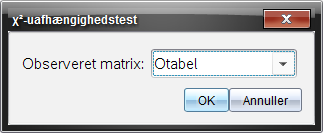 χ²-uafhængighedstest
Observeret matrix: Otabel
OK Annuller